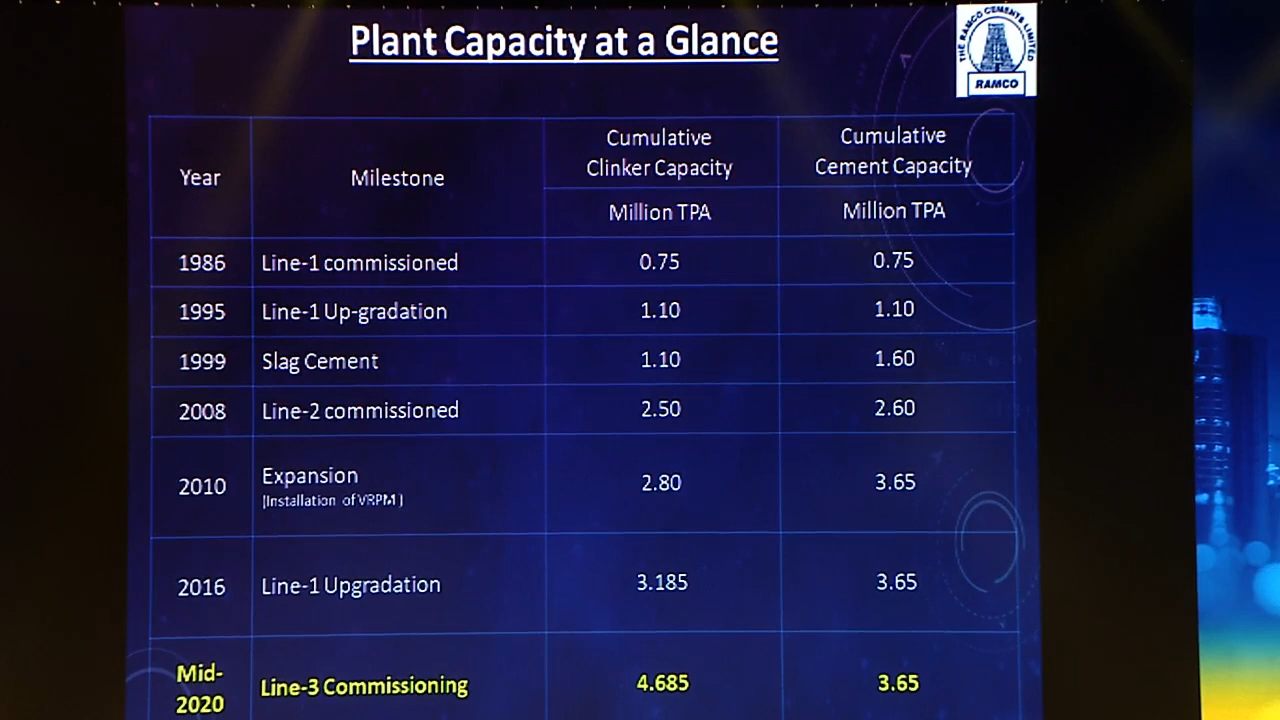 Plant Capacity at a Glance
THE RAMCO CEMENTS LIMITED
RAMCO
Year Milestone Cumulative Clinker Capacity Cumulative Cement Capacity
Million TPA Million TPA
1986 Line-1 commissioned 0.75 0.75
1995 Line-1 Up-gradation 1.10 1.10
1999 Slag Cement 1.10 1.60
2008 Line-2 commissioned 2.50 2.60
2010 Expansion (Installation of VRPM) 2.80 3.65
2016 Line-1 Upgradation 3.185 3.65
Mid-2020 Line-3 Commissioning 4.685 3.65